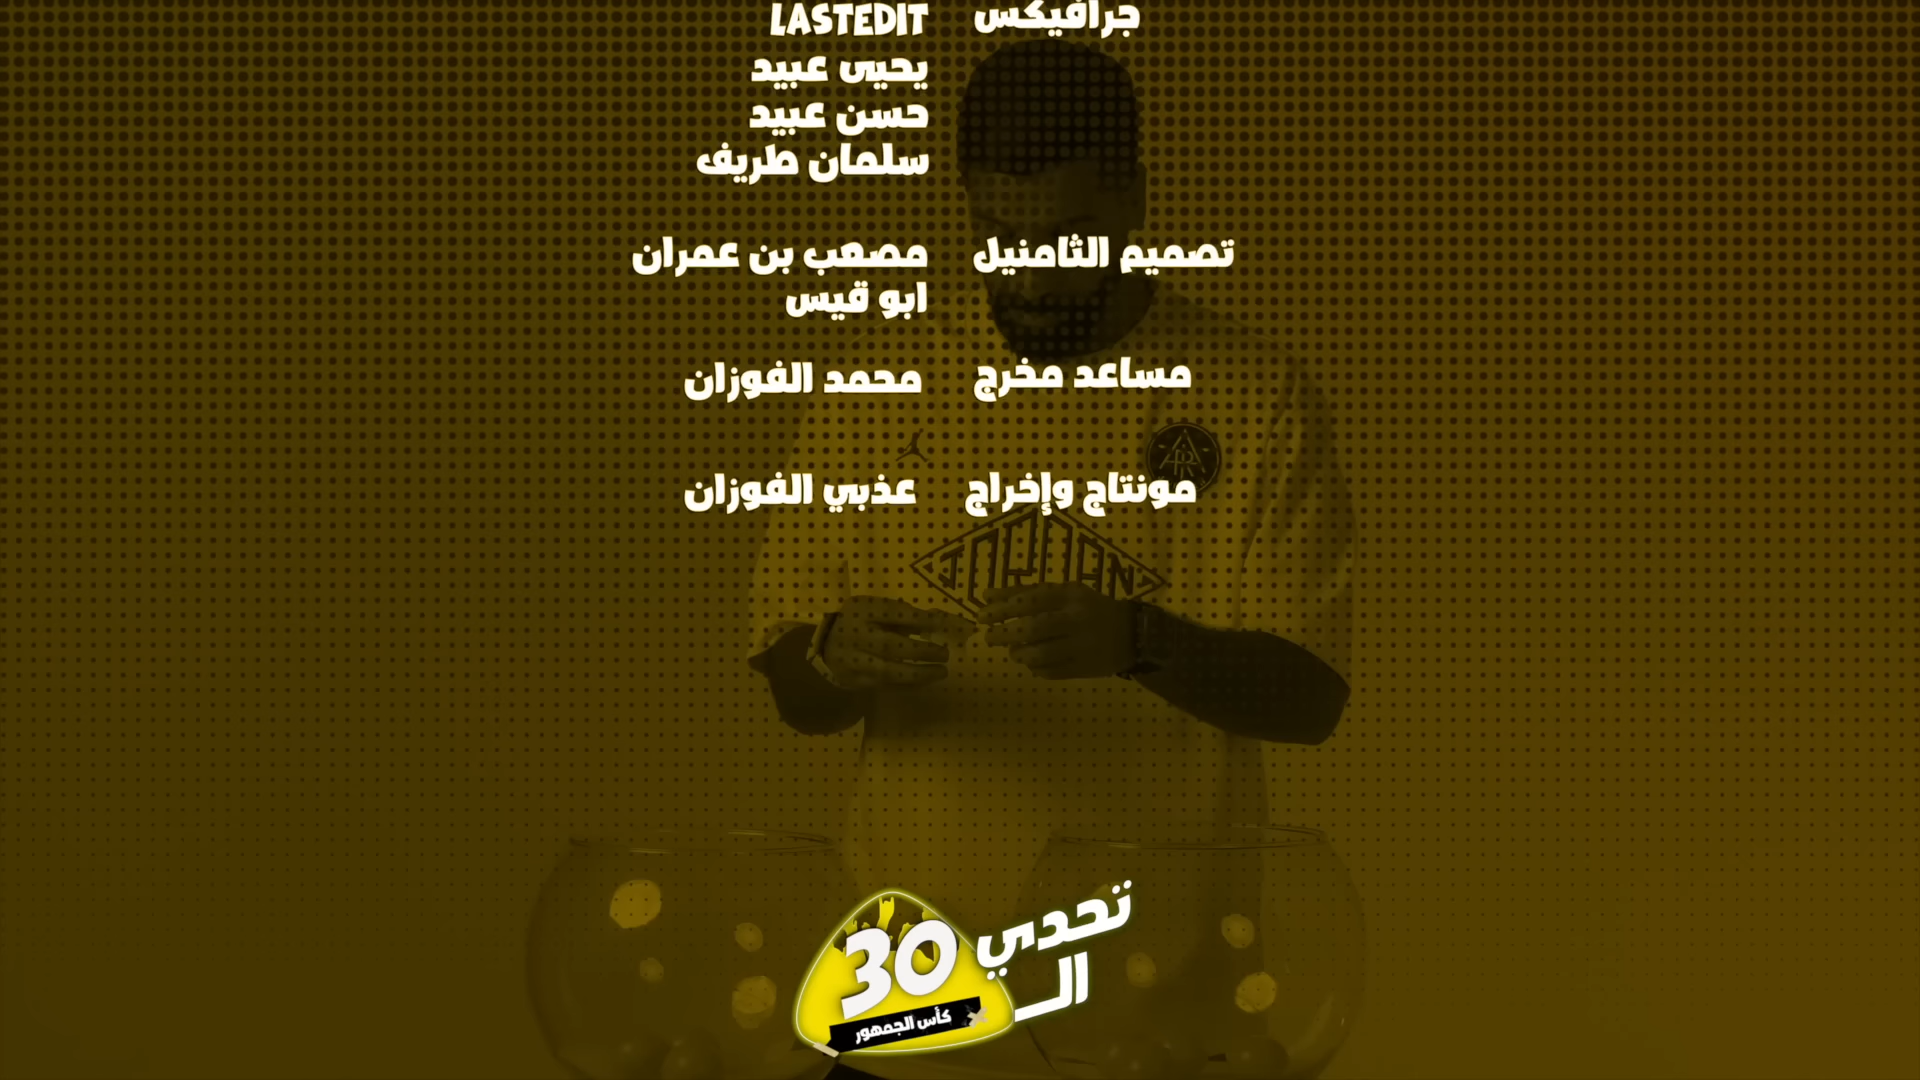 جرافيكس LASTEDIT
يحيى عبيد
حسن عبيد
سلمان طريف
تصميم الثامنيل مصعب بن عمران
ابو قيس
مساعد مخرج محمد الفوزان
مونتاج وإخراج عذبي الفوزان
JORDAN
تحدي
الـ
30
كأس الجمهور